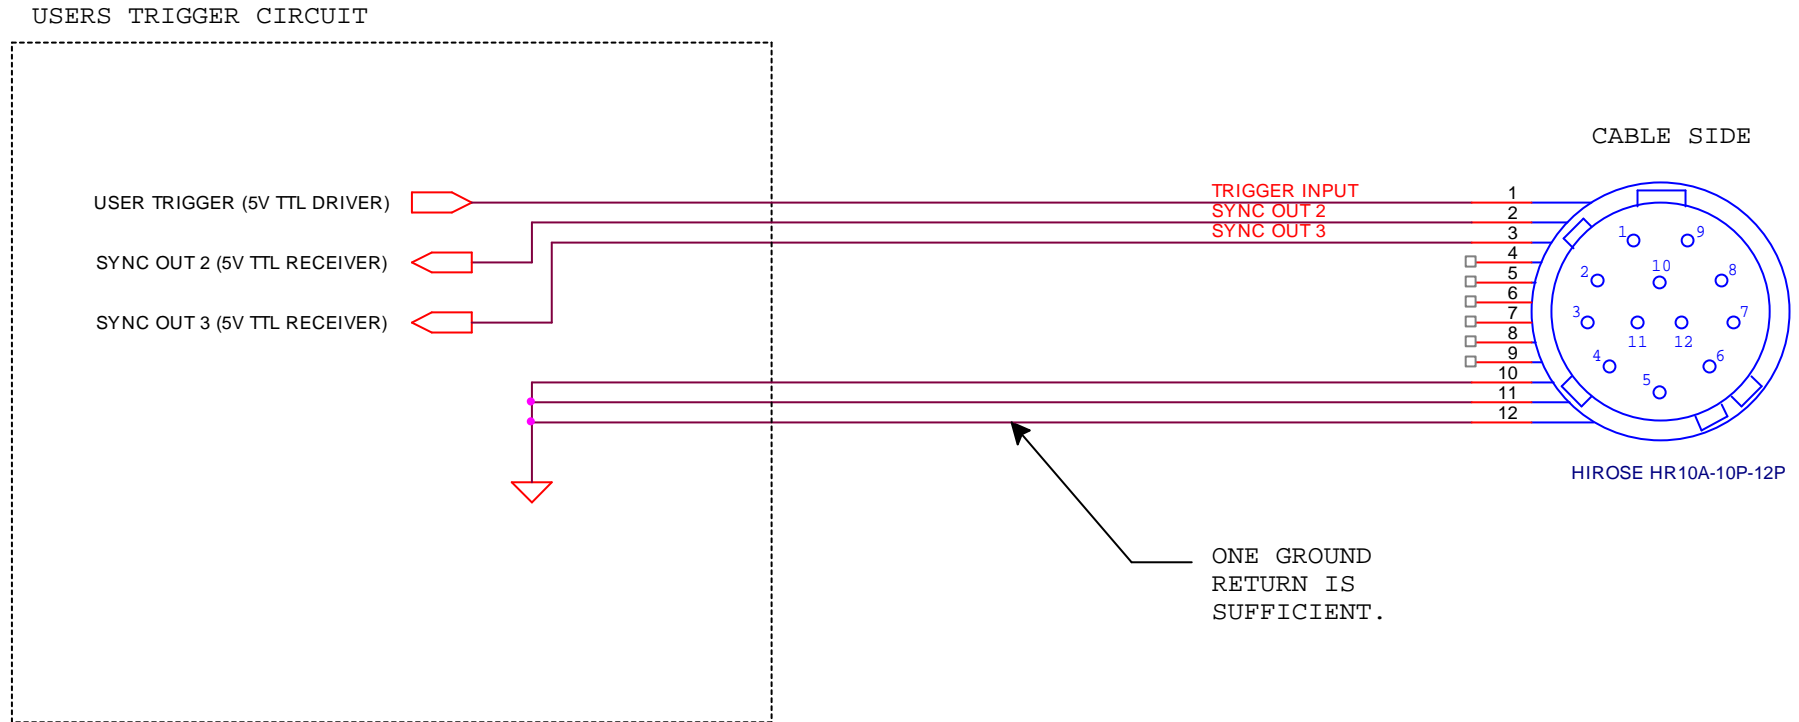 USERS TRIGGER CIRCUIT
CABLE SIDE
USER TRIGGER (5V TTL DRIVER)
TRIGGER INPUT
1
SYNC OUT 2
2
SYNC OUT 3
3
SYNC OUT 2 (5V TTL RECEIVER)
4
5
6
SYNC OUT 3 (5V TTL RECEIVER)
7
8
9
10
11
12
1
9
2
10
8
3
11
12
7
4
5
6
HIROSE HR10A-10P-12P
ONE GROUND
RETURN IS
SUFFICIENT.